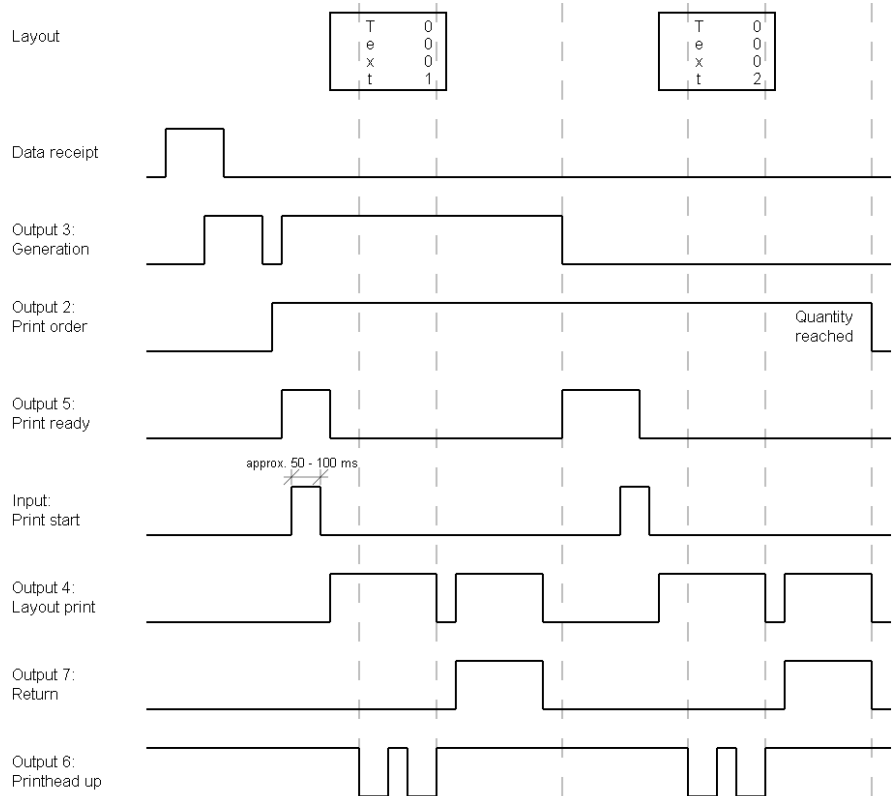 Layout
T 0
e 0
x 0
t 1
T 0
e 0
x 0
t 2
Data receipt
Output 3:
Generation
Output 2:
Print order
Quantity
reached
Output 5:
Print ready
approx. 50 - 100 ms
Input:
Print start
Output 4:
Layout print
Output 7:
Return
Output 6:
Printhead up